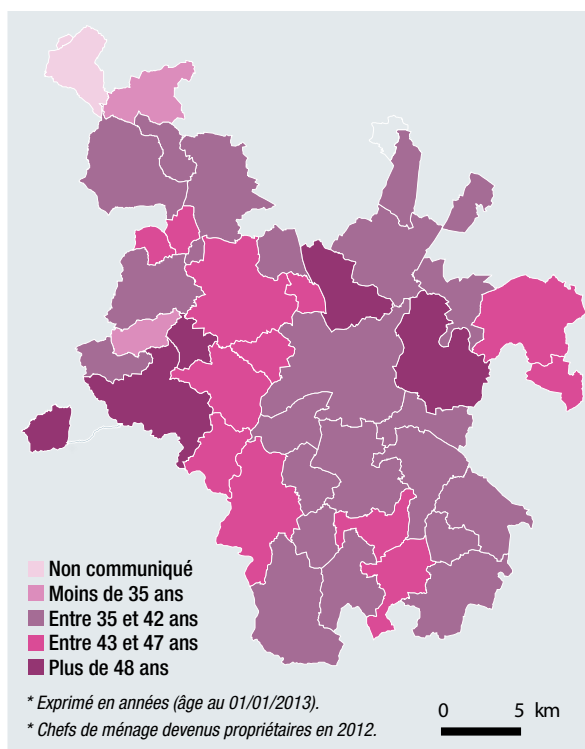 Non communiqué
Moins de 35 ans
Entre 35 et 42 ans
Entre 43 et 47 ans
Plus de 48 ans
* Exprimé en années (âge au 01/01/2013).
* Chefs de ménage devenus propriétaires en 2012.
0 5 km